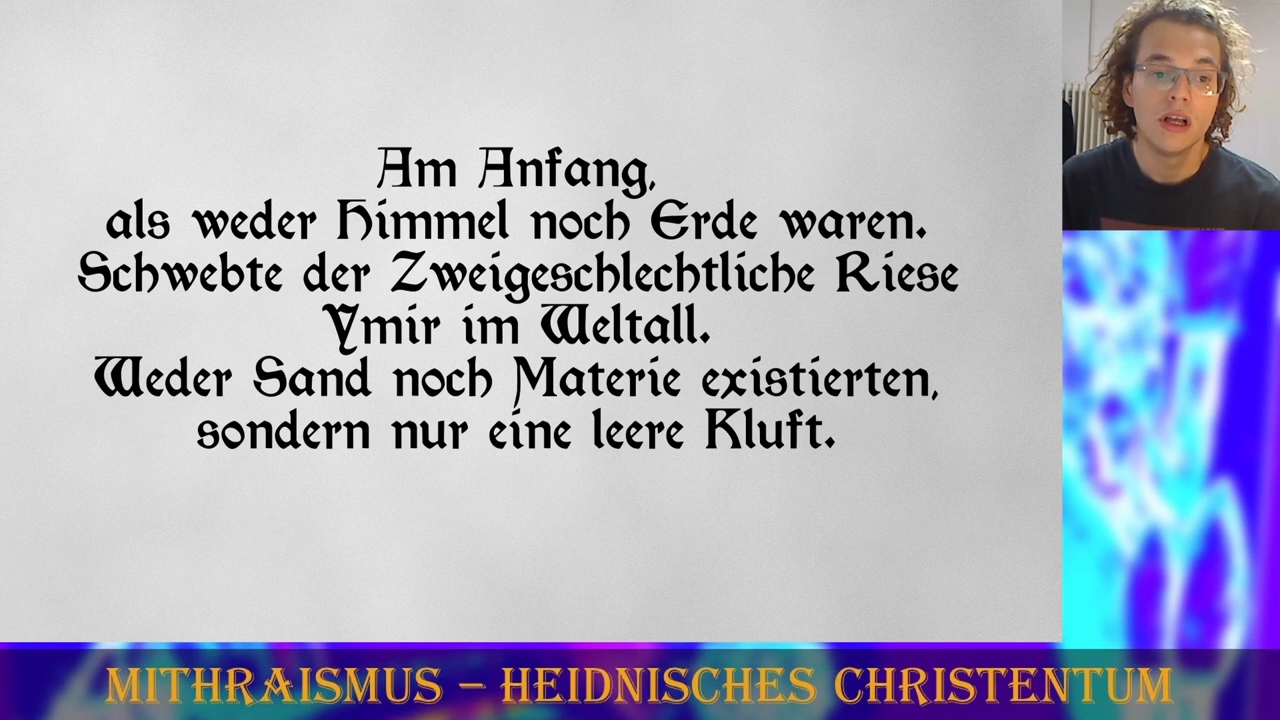 Am Anfang,
als weder Himmel noch Erde waren.
Schwebte der Zweigeschlechtliche Riese
Ymir im Weltall.
Weder Sand noch Materie existierten,
sondern nur eine leere Kluft.
MITHRAISMUS – HEIDNISCHES CHRISTENTUM